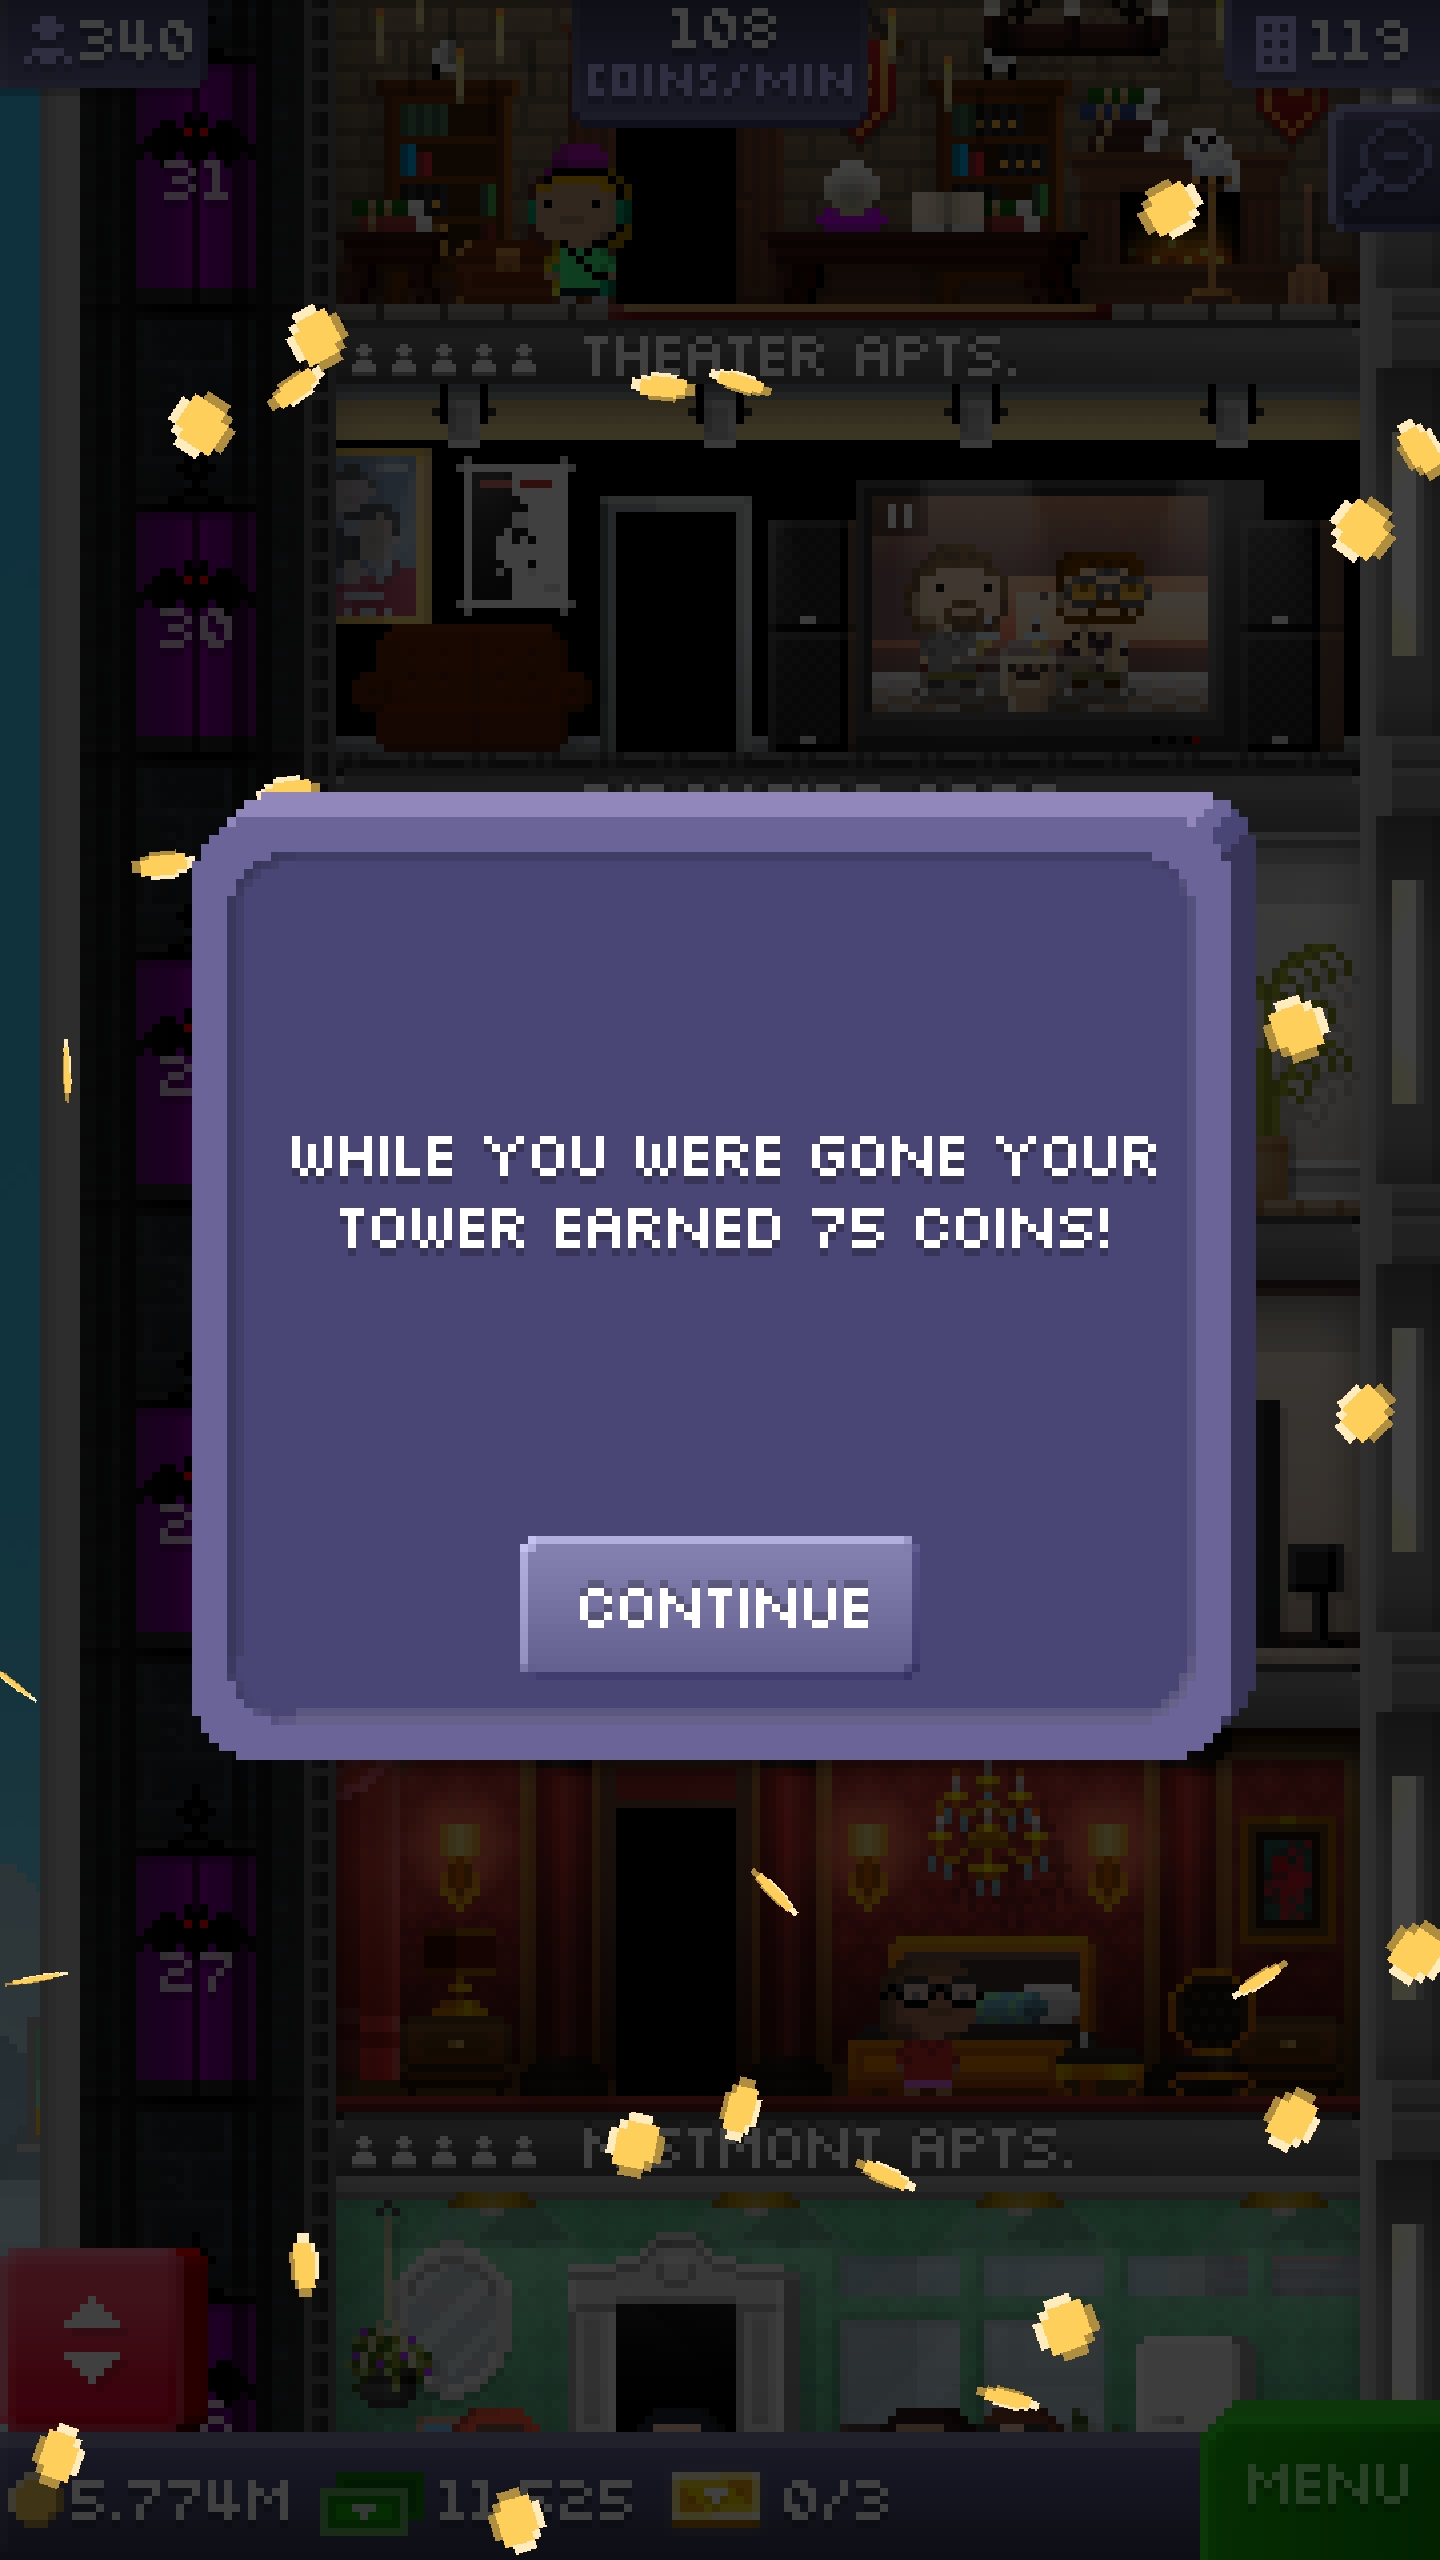 340
108
COINS/MIN
119
31
THEATER APTS.
30
WHILE YOU WERE GONE YOUR
TOWER EARNED 75 COINS!
CONTINUE
27
APTS.
5.774M
0/3
MENU